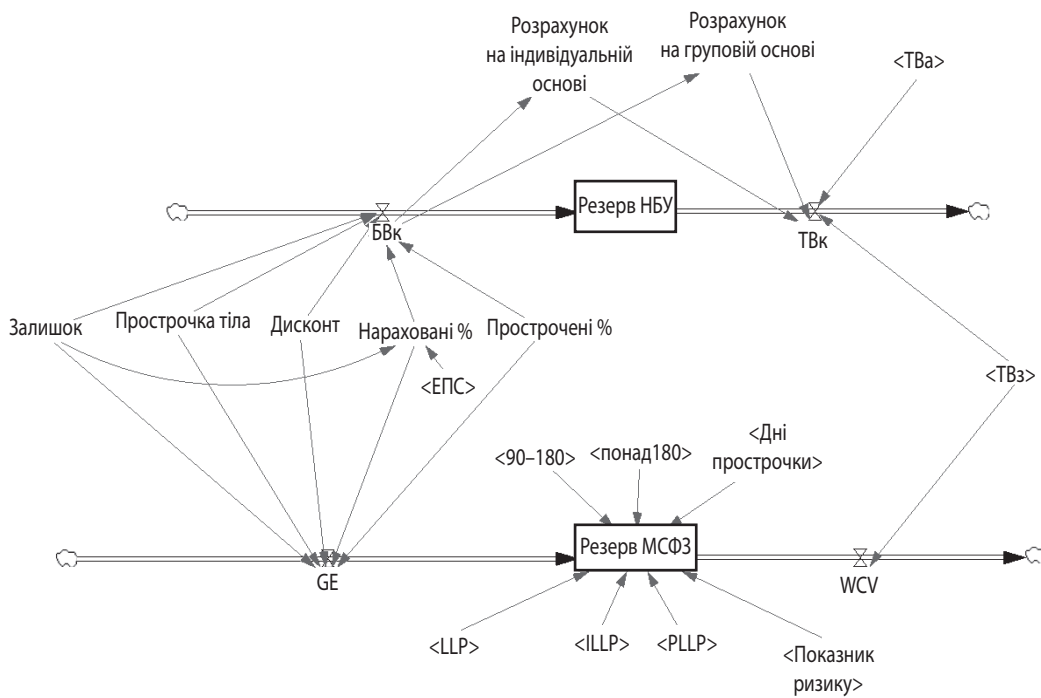 Розрахунок
на індивідуальній
основі
Розрахунок
на груповій основі
<ТВа>
Резерв НБУ
БВк
ТВк
Залишок
Прострочка тіла
Дисконт
Нараховані %
Прострочені %
<ЕПС>
<ТВз>
<90–180>
<понад180>
<Дні
прострочки>
Резерв МСФЗ
GE
WCV
<LLP>
<ILLP>
<PLLP>
<Показник
ризику>